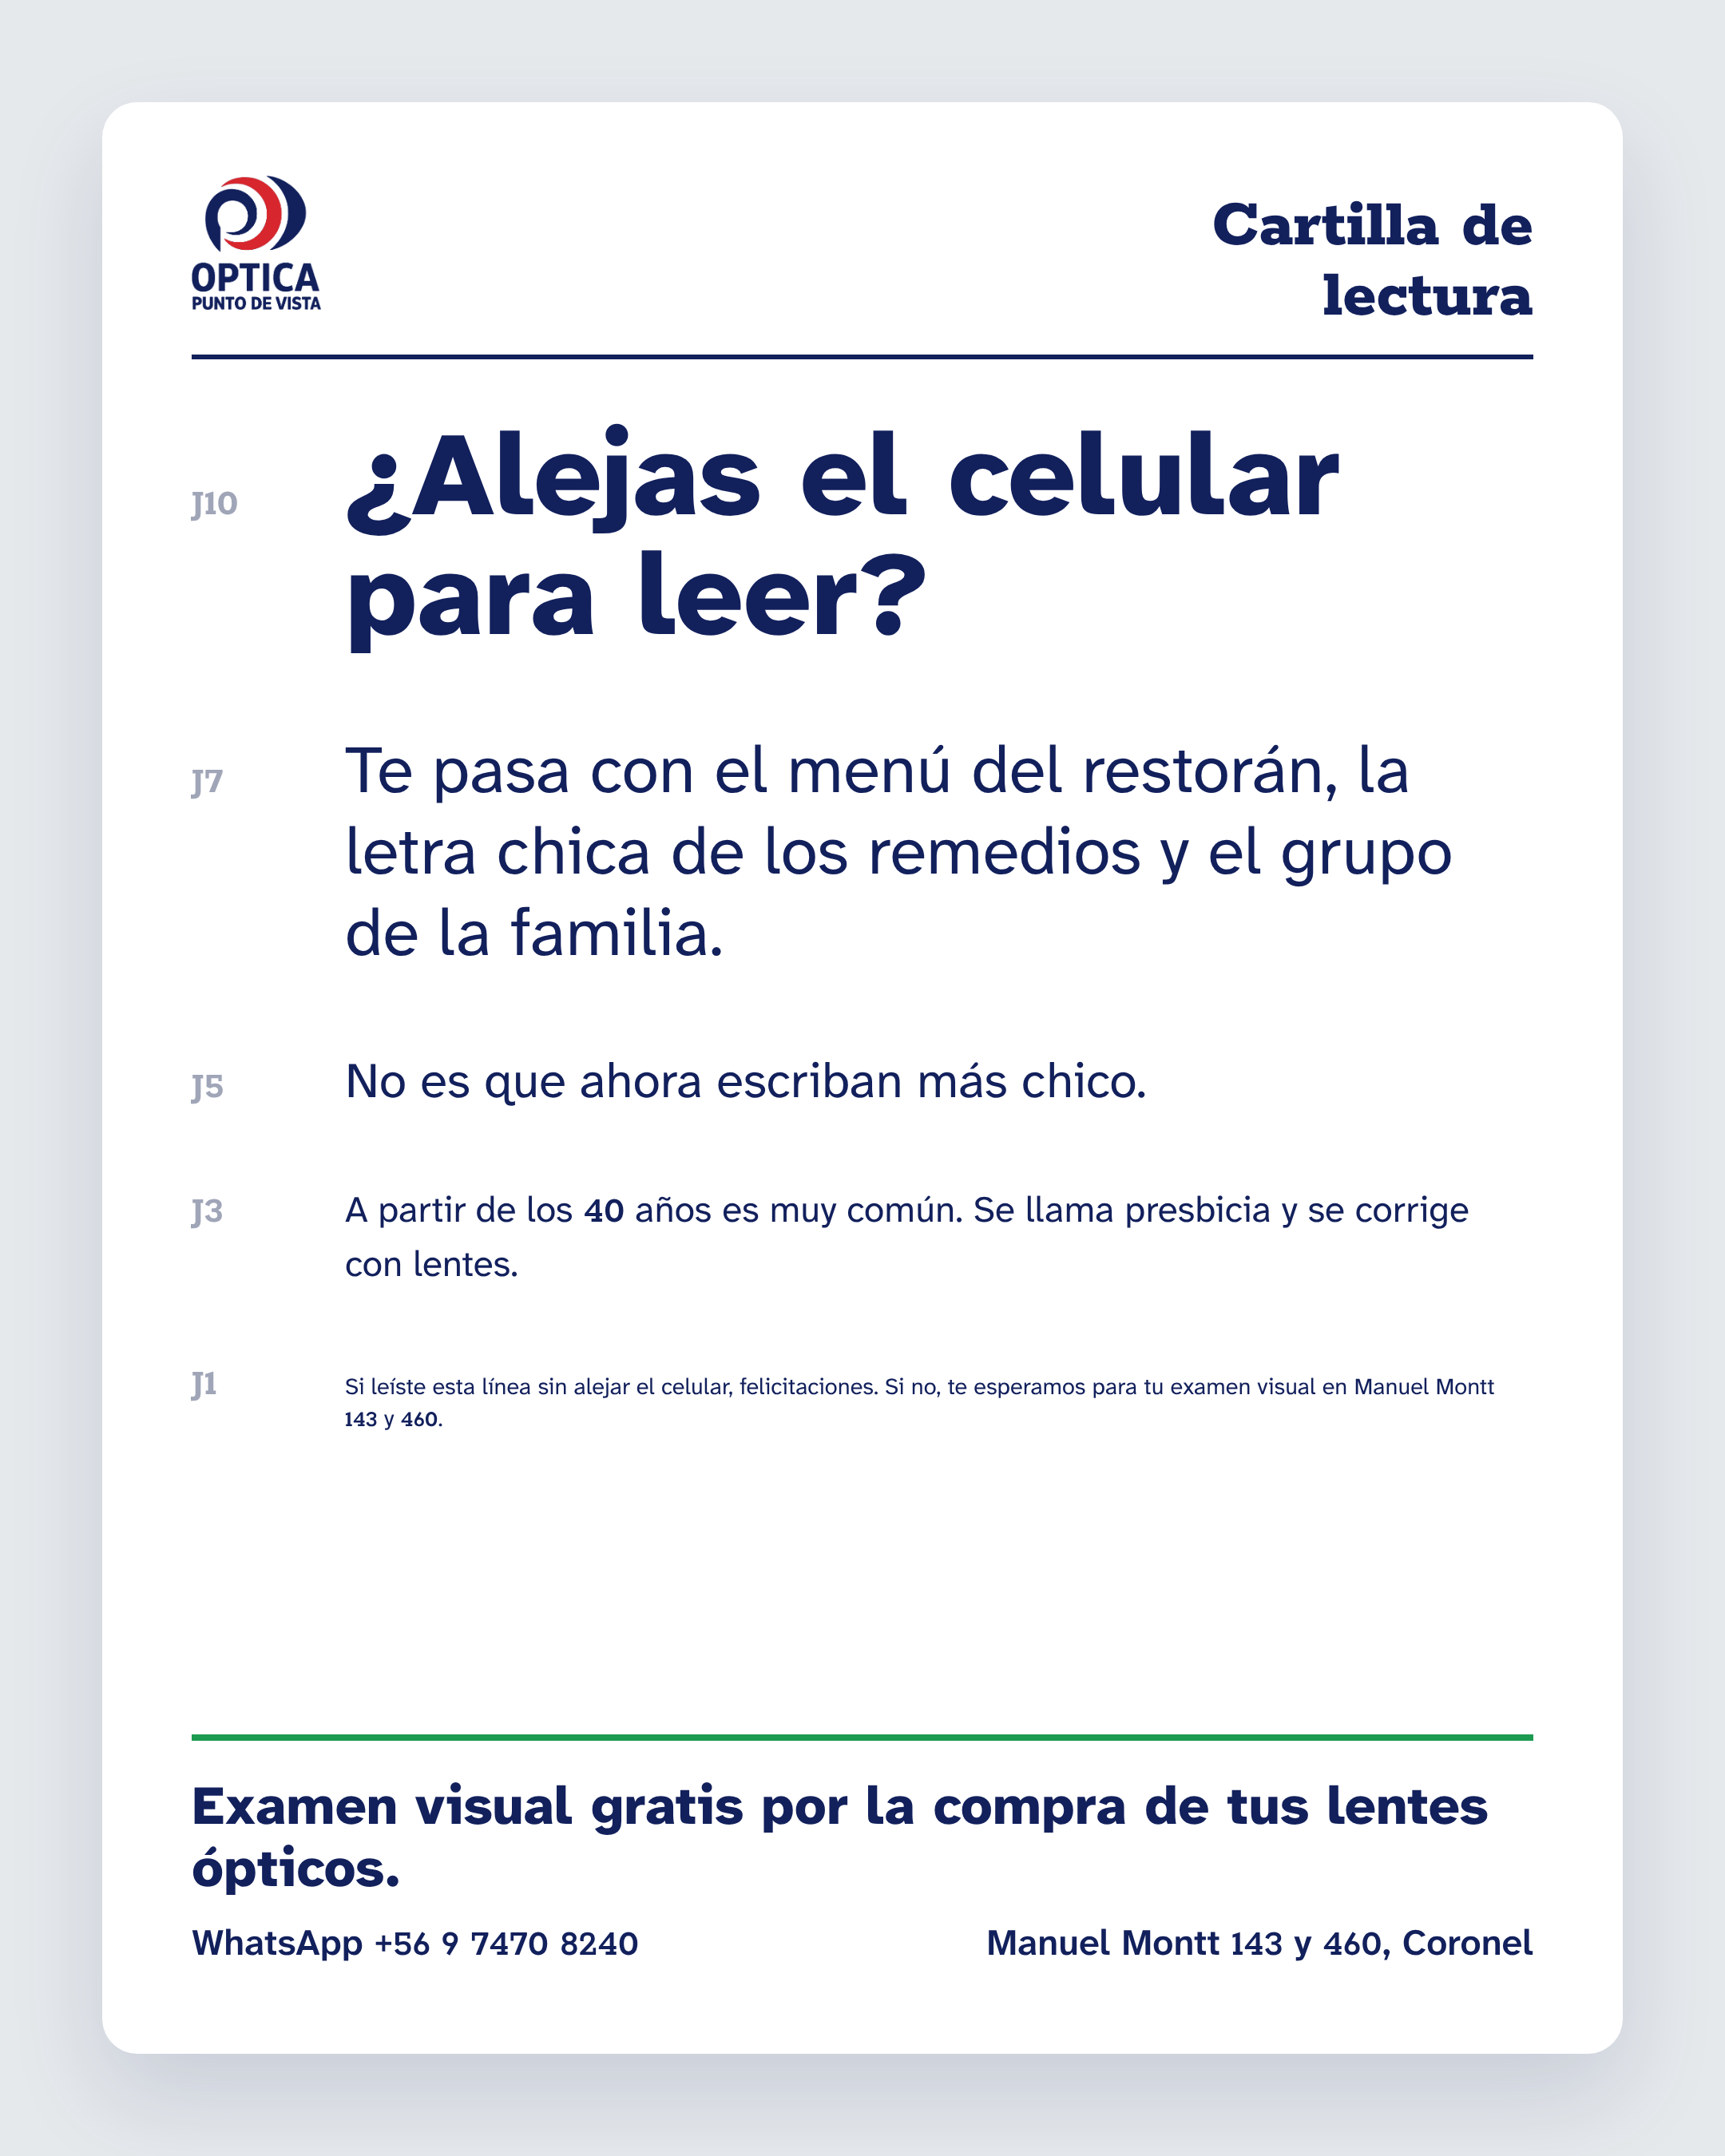 OPTICA
PUNTO DE VISTA
Cartilla de
lectura
J10
¿Alejas el celular
para leer?
J7
Te pasa con el menú del restorán, la
letra chica de los remedios y el grupo
de la familia.
J5
No es que ahora escriban más chico.
J3
A partir de los 40 años es muy común. Se llama presbicia y se corrige
con lentes.
J1
Si leíste esta línea sin alejar el celular, felicitaciones. Si no, te esperamos para tu examen visual en Manuel Montt
143 y 460.
Examen visual gratis por la compra de tus lentes
ópticos.
WhatsApp +56 9 7470 8240
Manuel Montt 143 y 460, Coronel